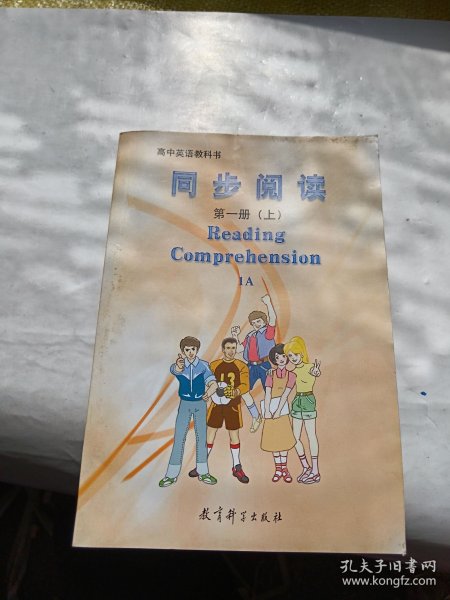 高中英语教科书
同步阅读
第一册（上）
Reading
Comprehension
1A
13
教育科学出版社
孔夫子旧书网
www.kongfz.com